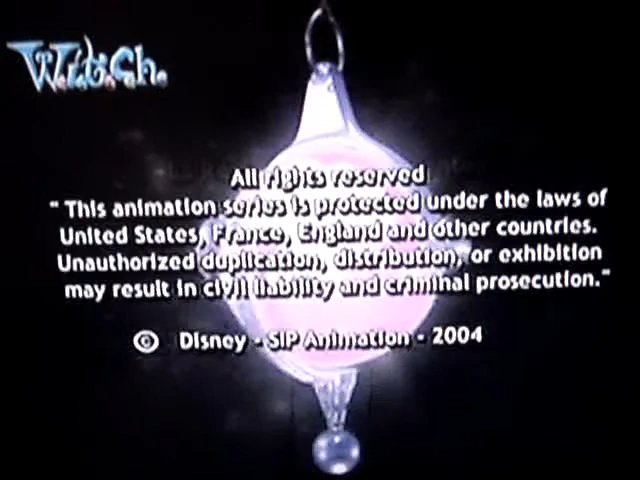 W.i.t.c.h.
All rights reserved
" This animation series is protected under the laws of
United States, France, England and other countries.
Unauthorized duplication, distribution, or exhibition
may result in civil liability and criminal prosecution."
© Disney - SIP Animation - 2004